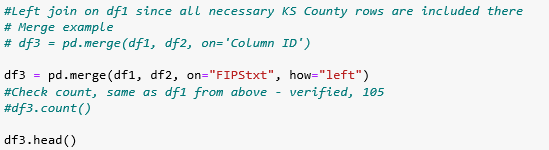 #Left join on df1 since all necessary KS County rows are included there
# Merge example
# df3 = pd.merge(df1, df2, on='Column ID')
df3 = pd.merge(df1, df2, on="FIPStxt", how="left")
#Check count, same as df1 from above - verified, 105
#df3.count()
df3.head()